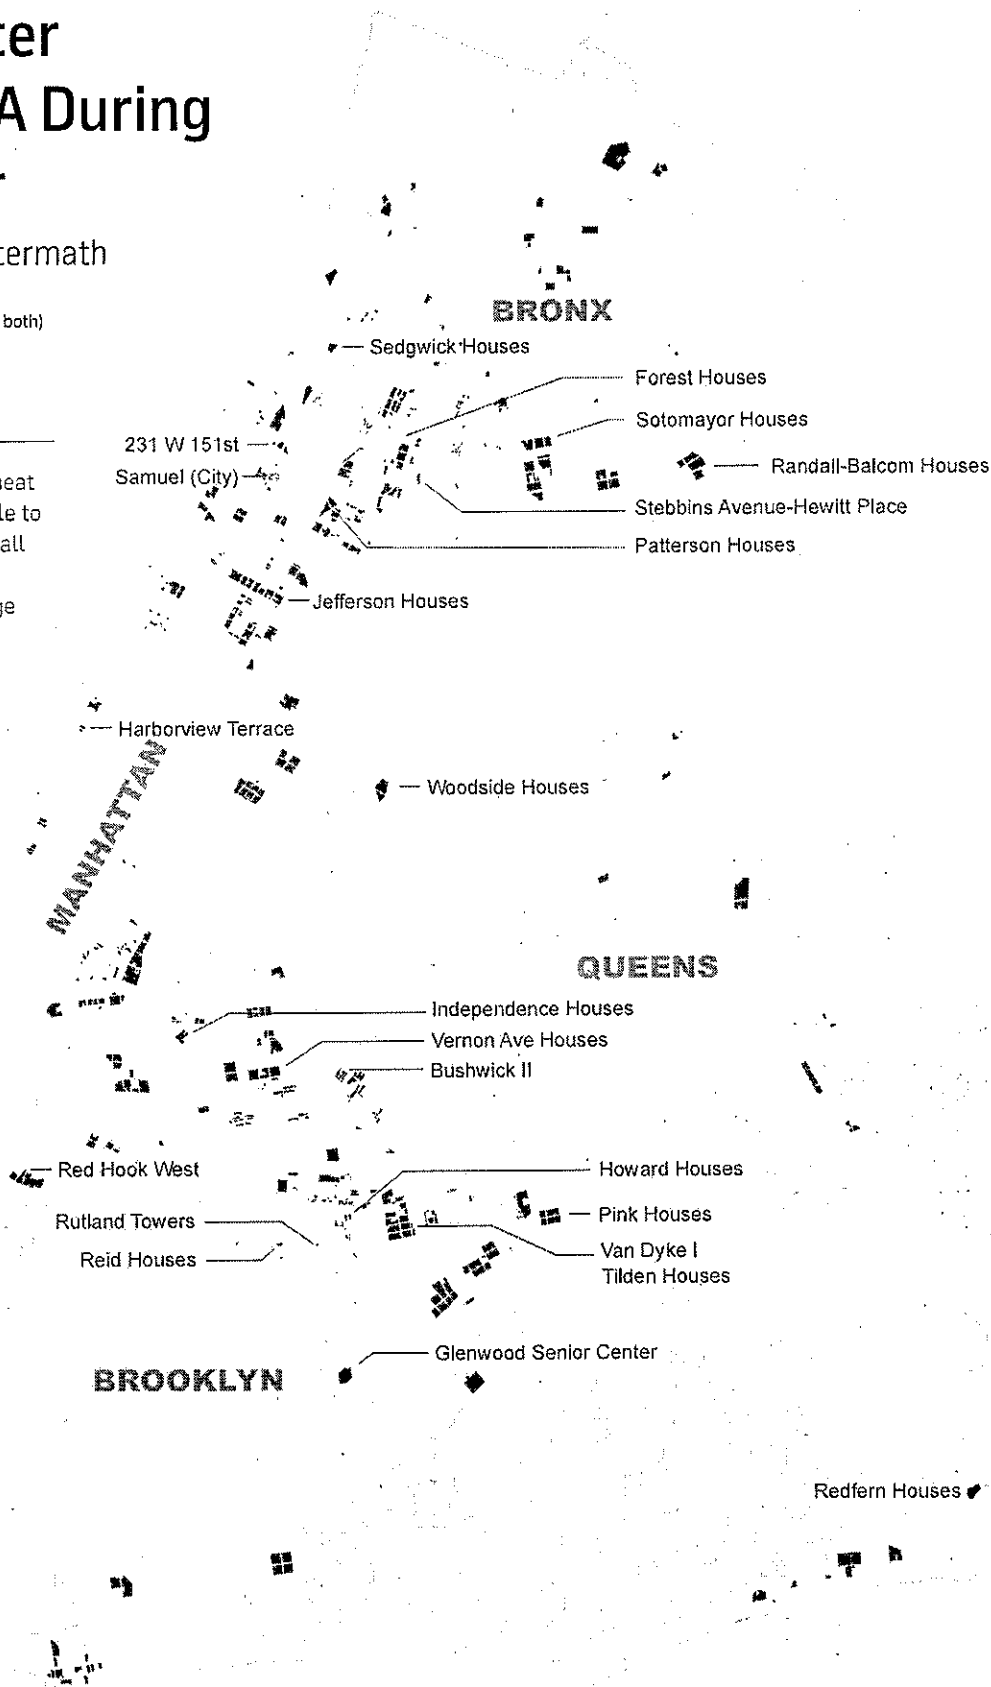 ter
A During
r
termath
both)
BRONX
Sedgwick Houses
Forest Houses
Sotomayor Houses
231 W 151st
Randall-Balcom Houses
Samuel (City)
eat
le to
all
ge
Stebbins Avenue-Hewitt Place
Patterson Houses
Jefferson Houses
Harborview Terrace
MANHATTAN
Woodside Houses
QUEENS
Independence Houses
Vernon Ave Houses
Bushwick II
Red Hook West
Howard Houses
Rutland Towers
Pink Houses
Reid Houses
Van Dyke I
Tilden Houses
Glenwood Senior Center
BROOKLYN
Redfern Houses